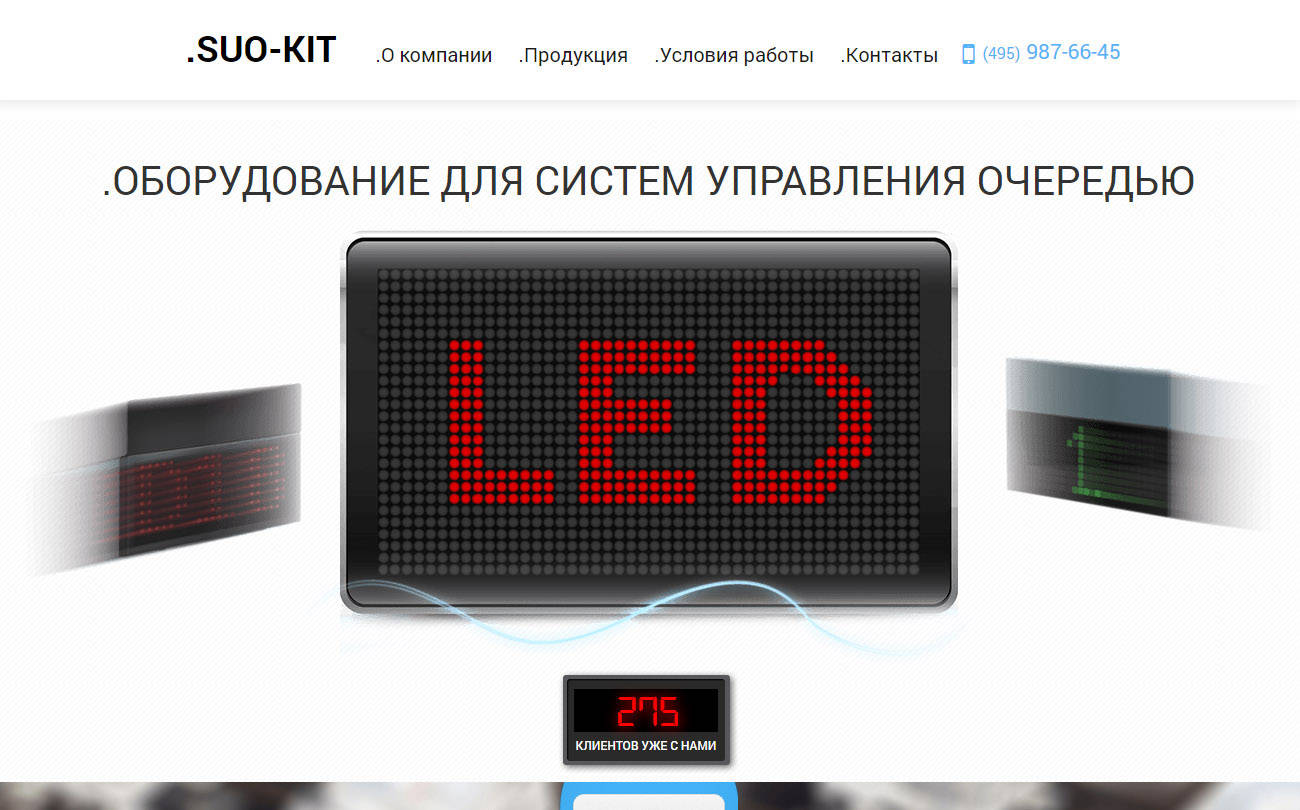 .SUO-KIT
.О компании .Продукция .Условия работы .Контакты (495) 987-66-45
.ОБОРУДОВАНИЕ ДЛЯ СИСТЕМ УПРАВЛЕНИЯ ОЧЕРЕДЬЮ
LED
275
КЛИЕНТОВ УЖЕ С НАМИ